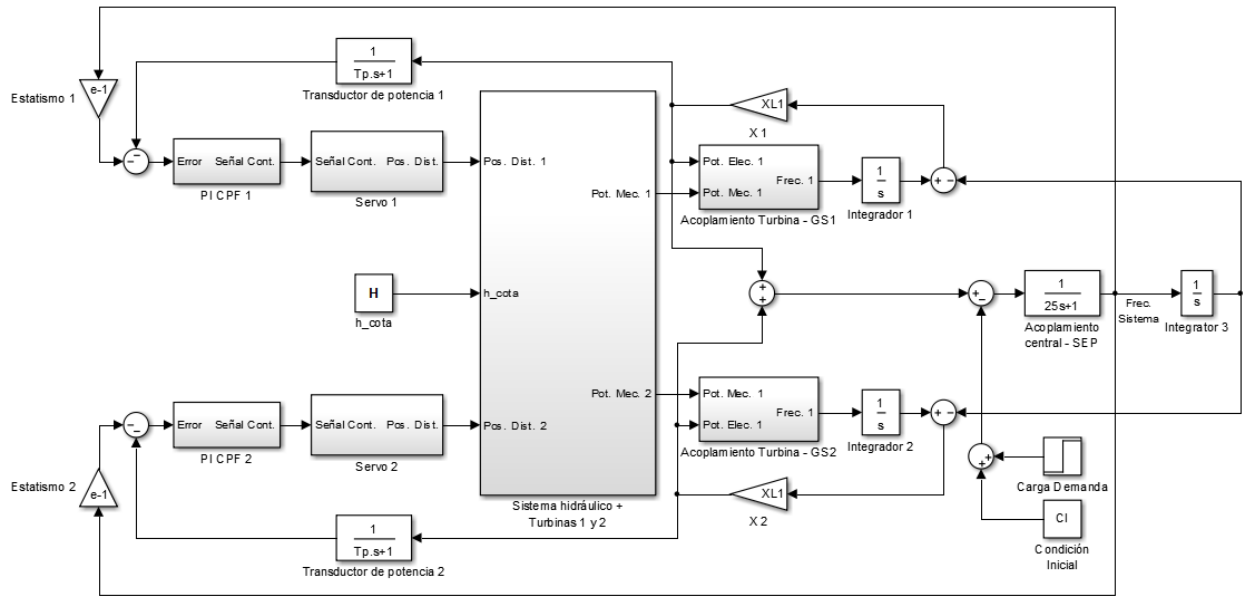 1
Tp.s+1
Transductor de potencia 1
Estatismo 1
e-1
XL1
X 1
Error Señal Cont.
PI CPF 1
Señal Cont. Pos. Dist.
Servo 1
Pos. Dist. 1
Pot. Mec. 1
Pot. Elec. 1
Pot. Mec. 1
Frec. 1
Acoplamiento Turbina - GS1
1
s
Integrador 1
H
h_cota
h_cota
1
25s+1
Acoplamiento
central - SEP
Frec.
Sistema
1
s
Integrator 3
Pot. Mec. 2
Pot. Mec. 1
Pot. Elec. 1
Frec. 1
Acoplamiento Turbina - GS2
1
s
Integrador 2
Error Señal Cont.
PI CPF 2
Señal Cont. Pos. Dist.
Servo 2
Pos. Dist. 2
Estatismo 2
e-1
XL1
X 2
Sistema hidráulico +
Turbinas 1 y 2
Carga Demanda
CI
Condición
Inicial
1
Tp.s+1
Transductor de potencia 2